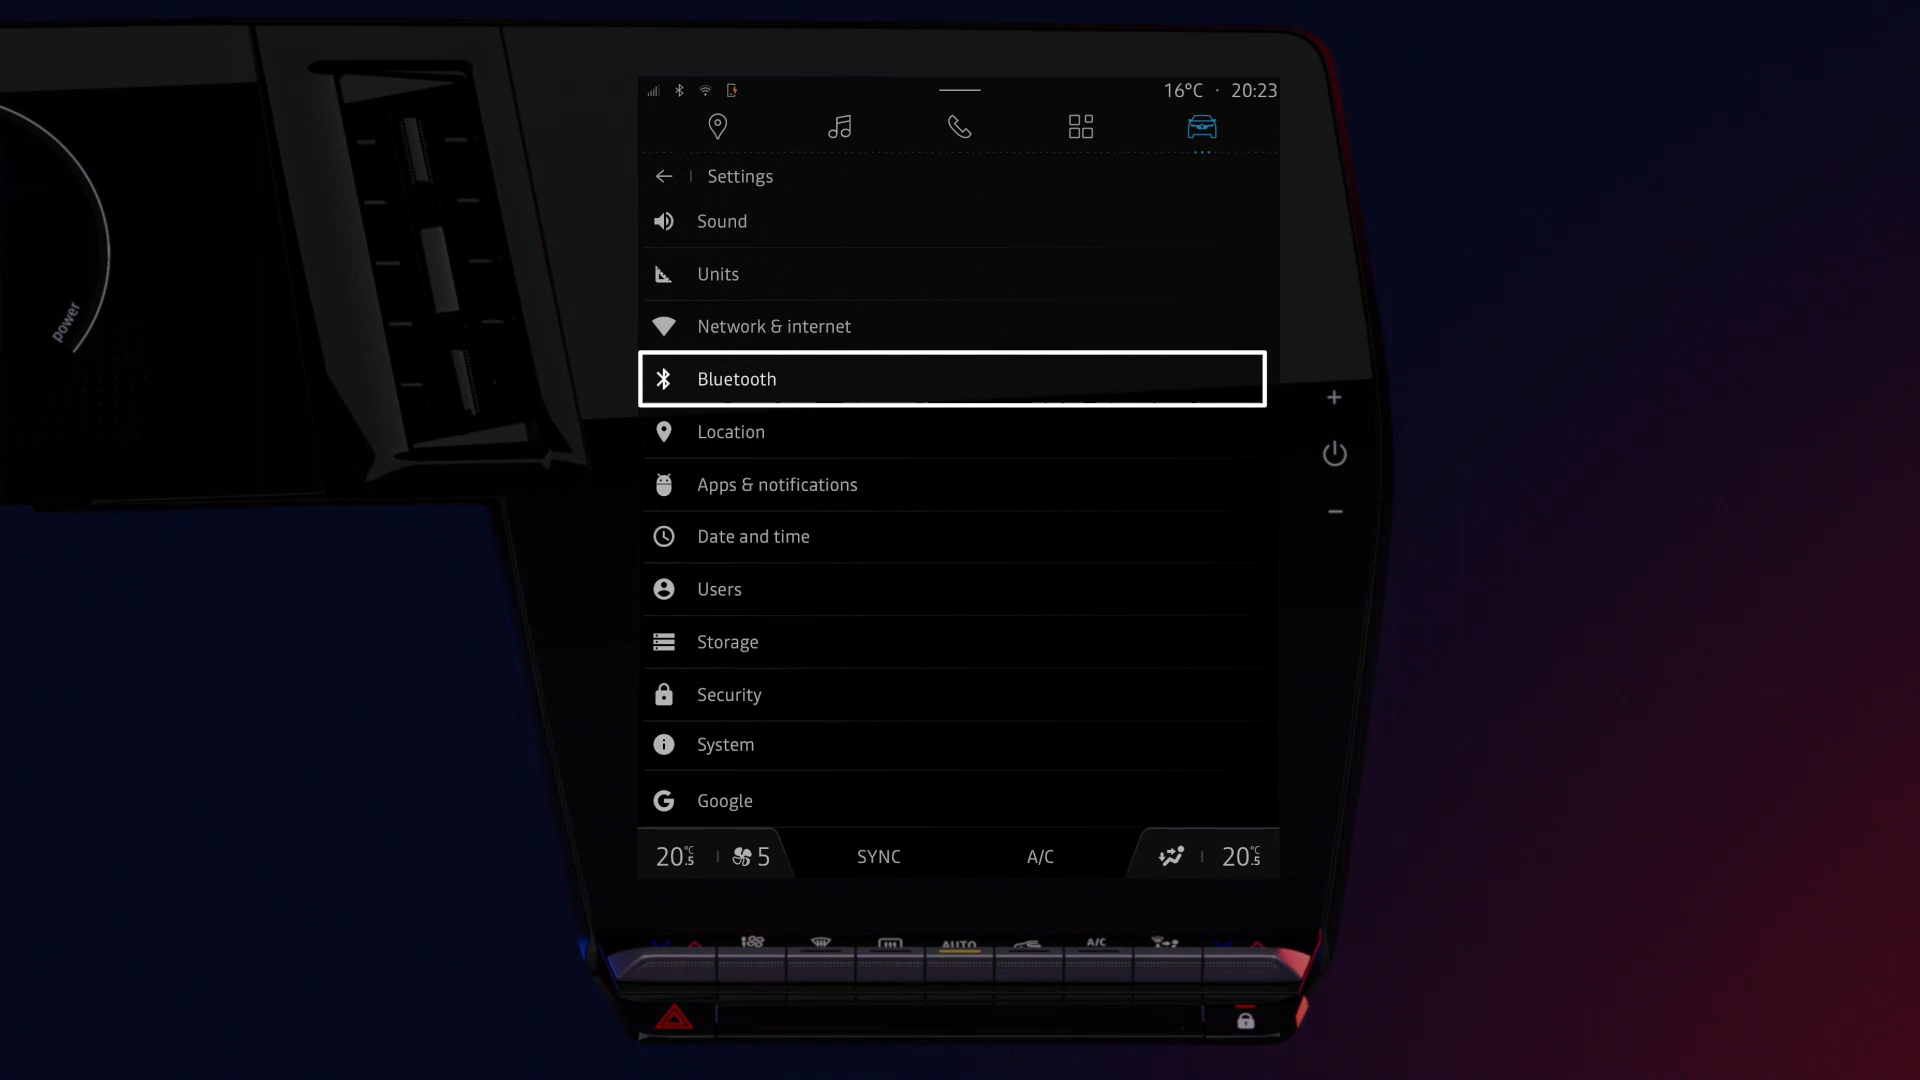 16°C · 20:23
Settings
Sound
Units
Network & internet
Bluetooth
Location
Apps & notifications
Date and time
Users
Storage
Security
System
Google
20.5°C
5
SYNC
A/C
20.5°C
power
AUTO
A/C